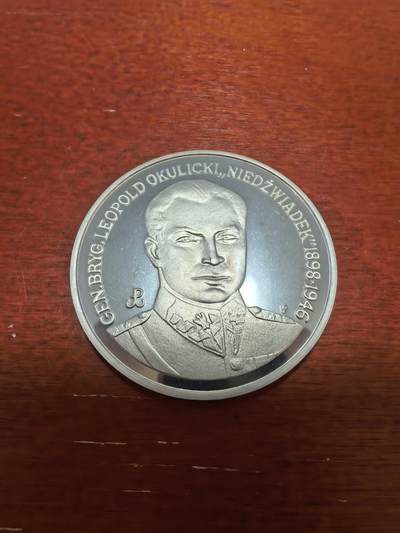 GEN. BRYG. LEOPOLD OKULICKI „NIEDŹWIADEK" 1898-1946